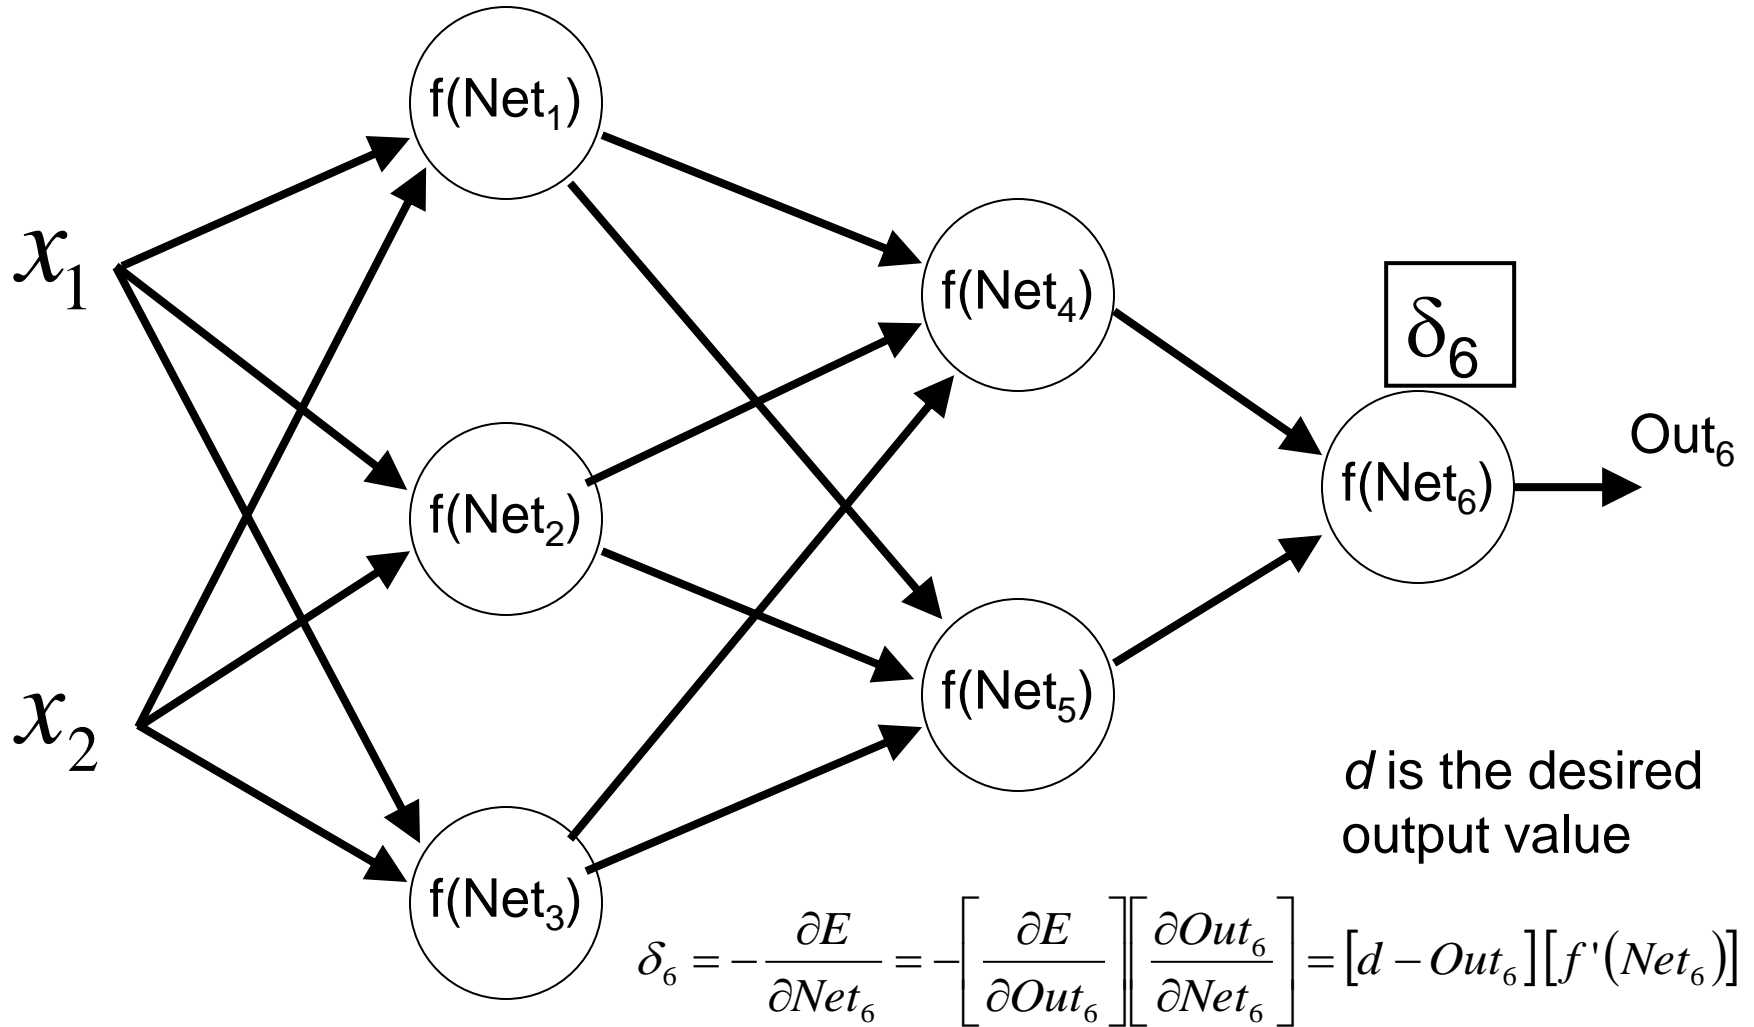 f(Net₁)
x₁
f(Net₄)
δ₆
Out₆
f(Net₂)
f(Net₆)
x₂
f(Net₅)
d is the desired
output value
f(Net₃)
δ₆ = −∂E/∂Net₆ = −[∂E/∂Out₆][∂Out₆/∂Net₆] = [d − Out₆][f'(Net₆)]